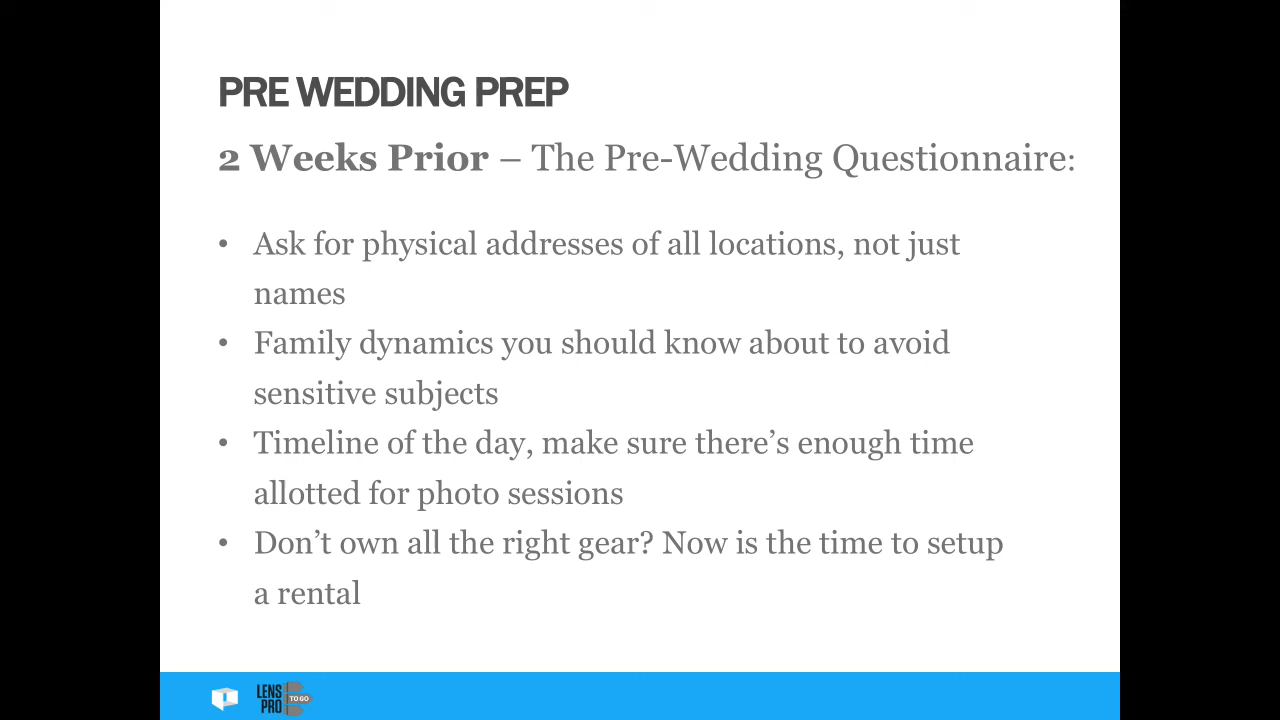 PRE WEDDING PREP
2 Weeks Prior – The Pre-Wedding Questionnaire:
• Ask for physical addresses of all locations, not just
names
• Family dynamics you should know about to avoid
sensitive subjects
• Timeline of the day, make sure there’s enough time
allotted for photo sessions
• Don’t own all the right gear? Now is the time to setup
a rental
LENS
PRO
TO GO